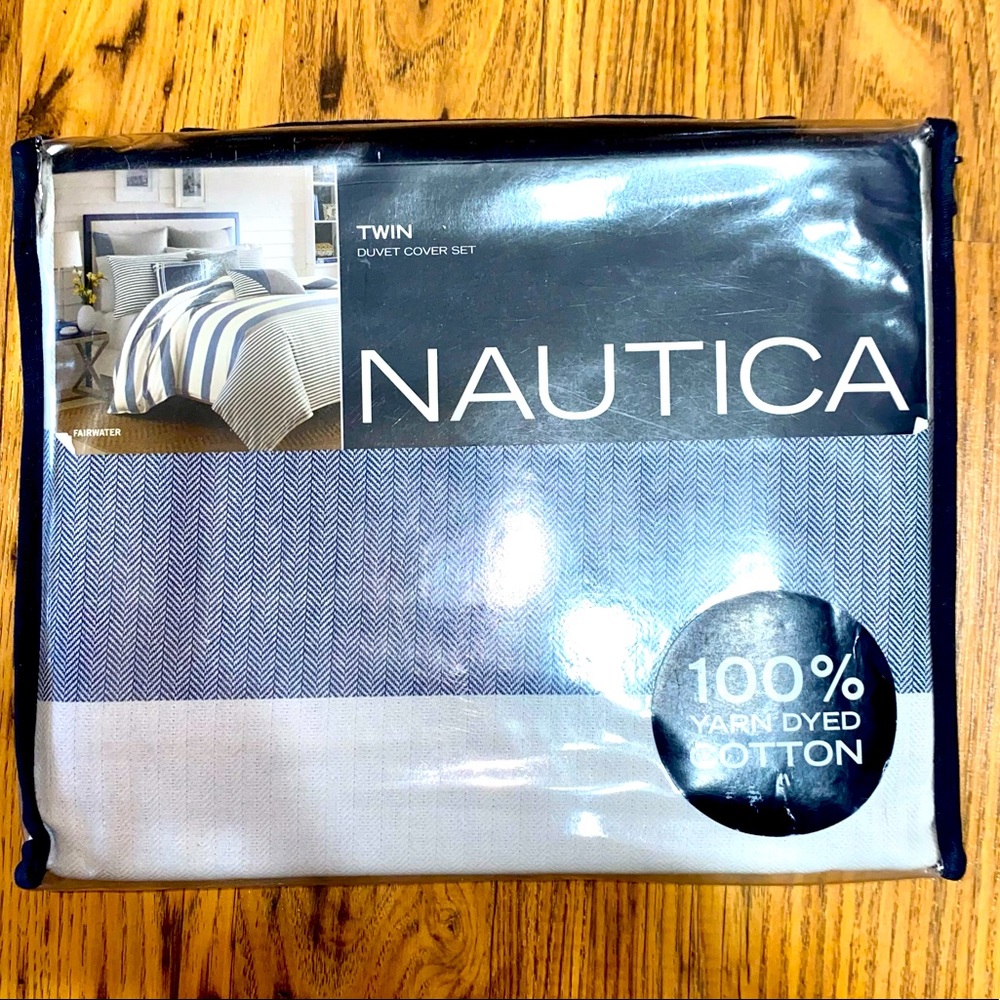 TWIN
DUVET COVER SET
NAUTICA
FAIRWATER
100%
YARN DYED
COTTON